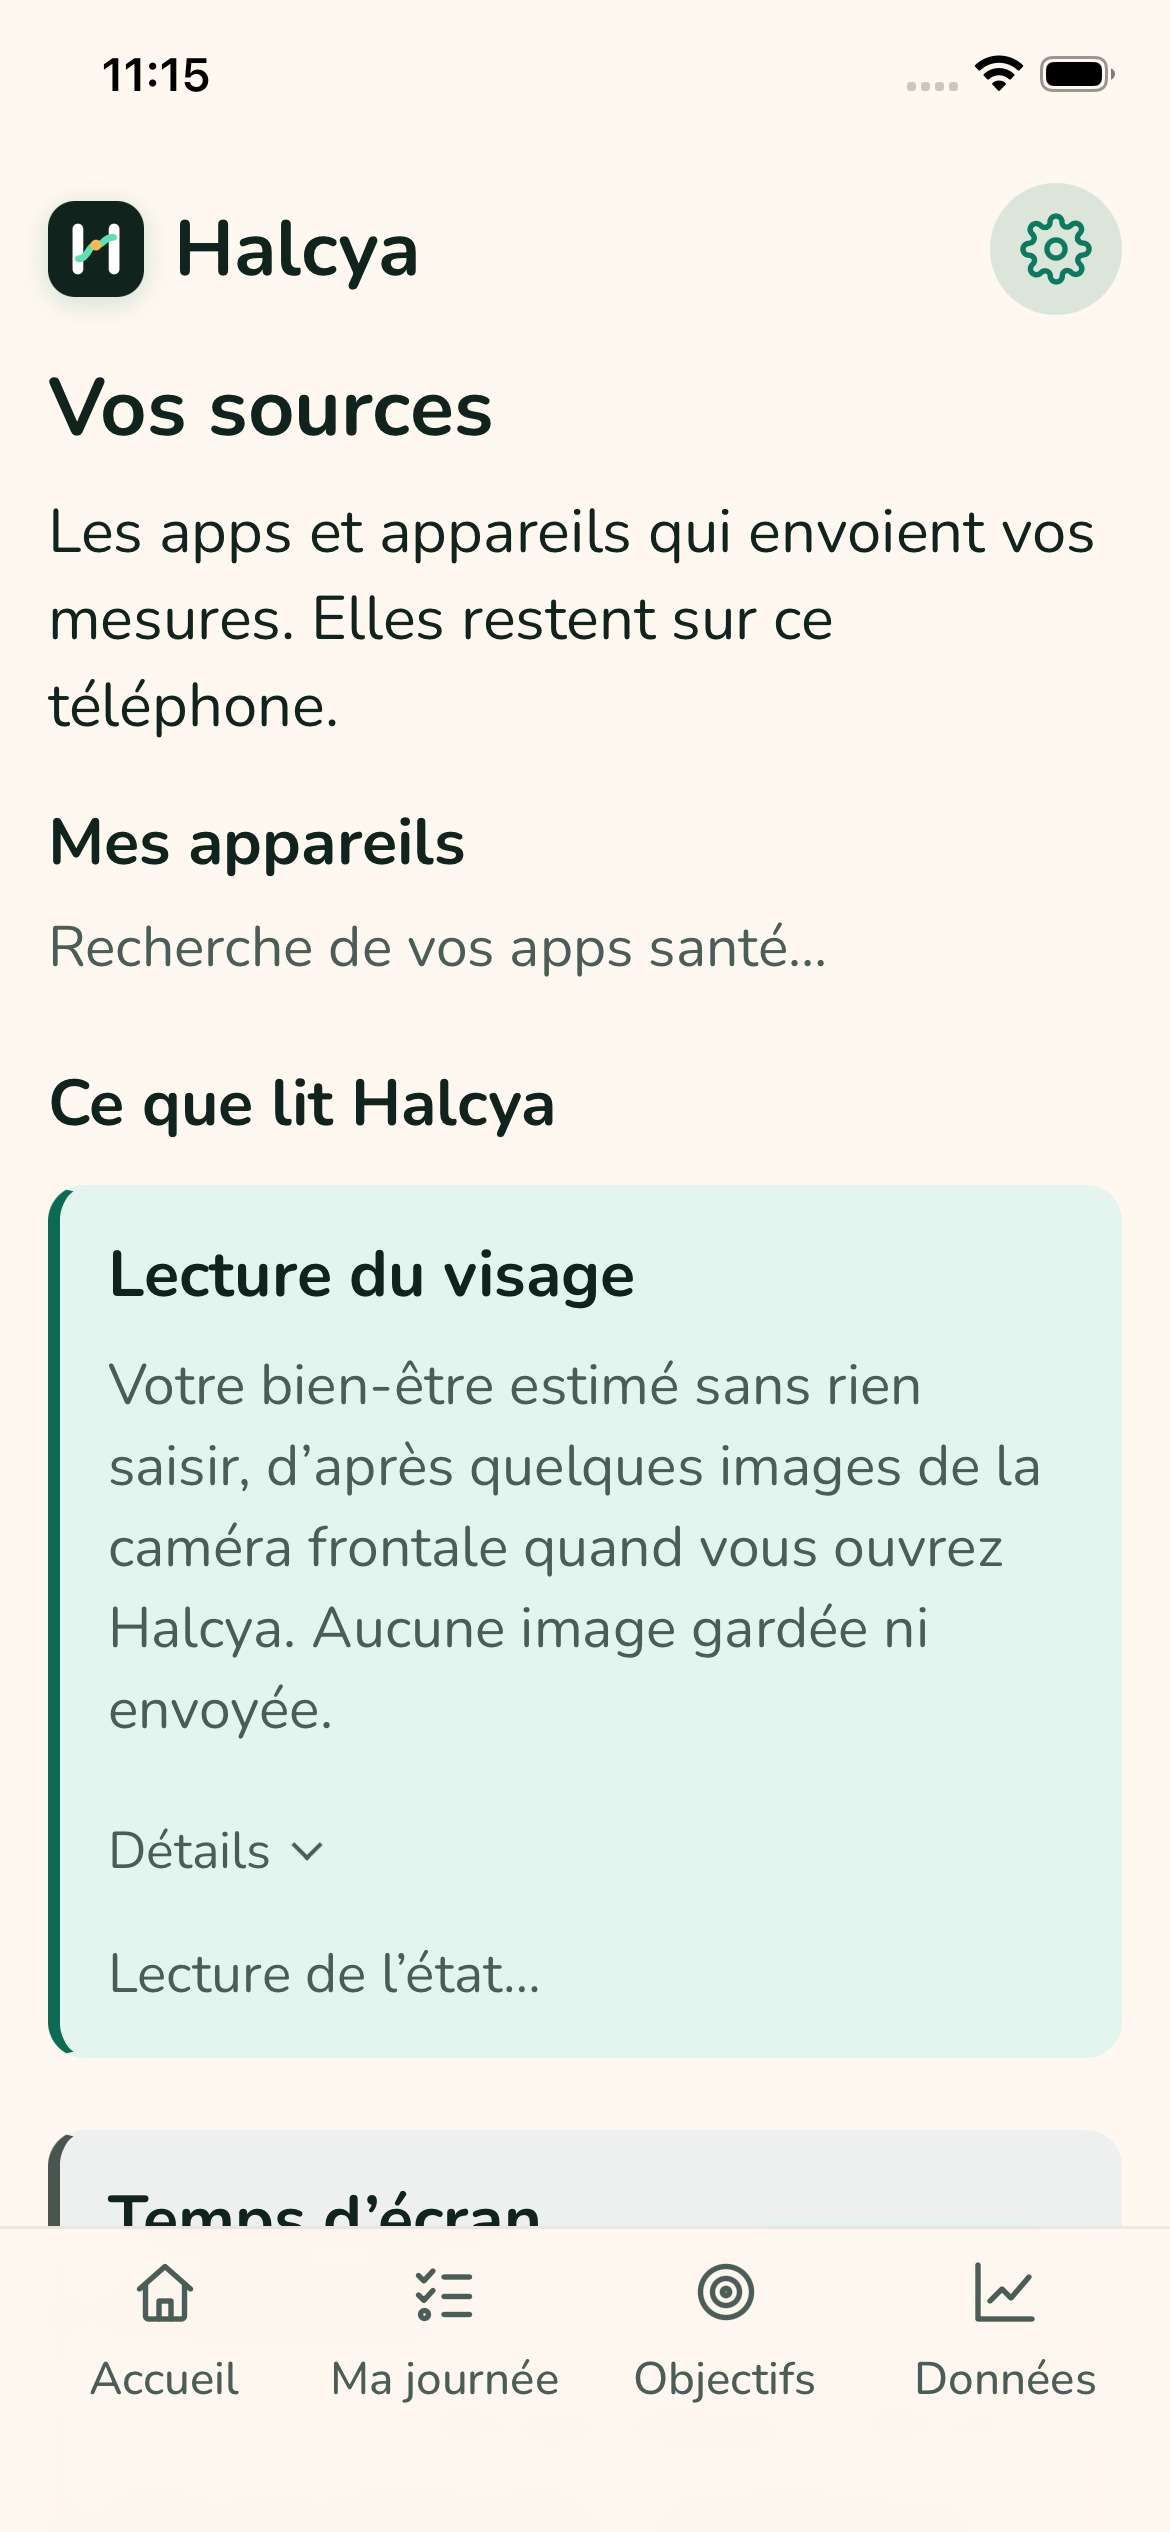 11:15
Halcya
Vos sources
Les apps et appareils qui envoient vos
mesures. Elles restent sur ce
téléphone.
Mes appareils
Recherche de vos apps santé…
Ce que lit Halcya
Lecture du visage
Votre bien-être estimé sans rien
saisir, d’après quelques images de la
caméra frontale quand vous ouvrez
Halcya. Aucune image gardée ni
envoyée.
Détails
Lecture de l’état…
Temps d’écran
Accueil
Ma journée
Objectifs
Données